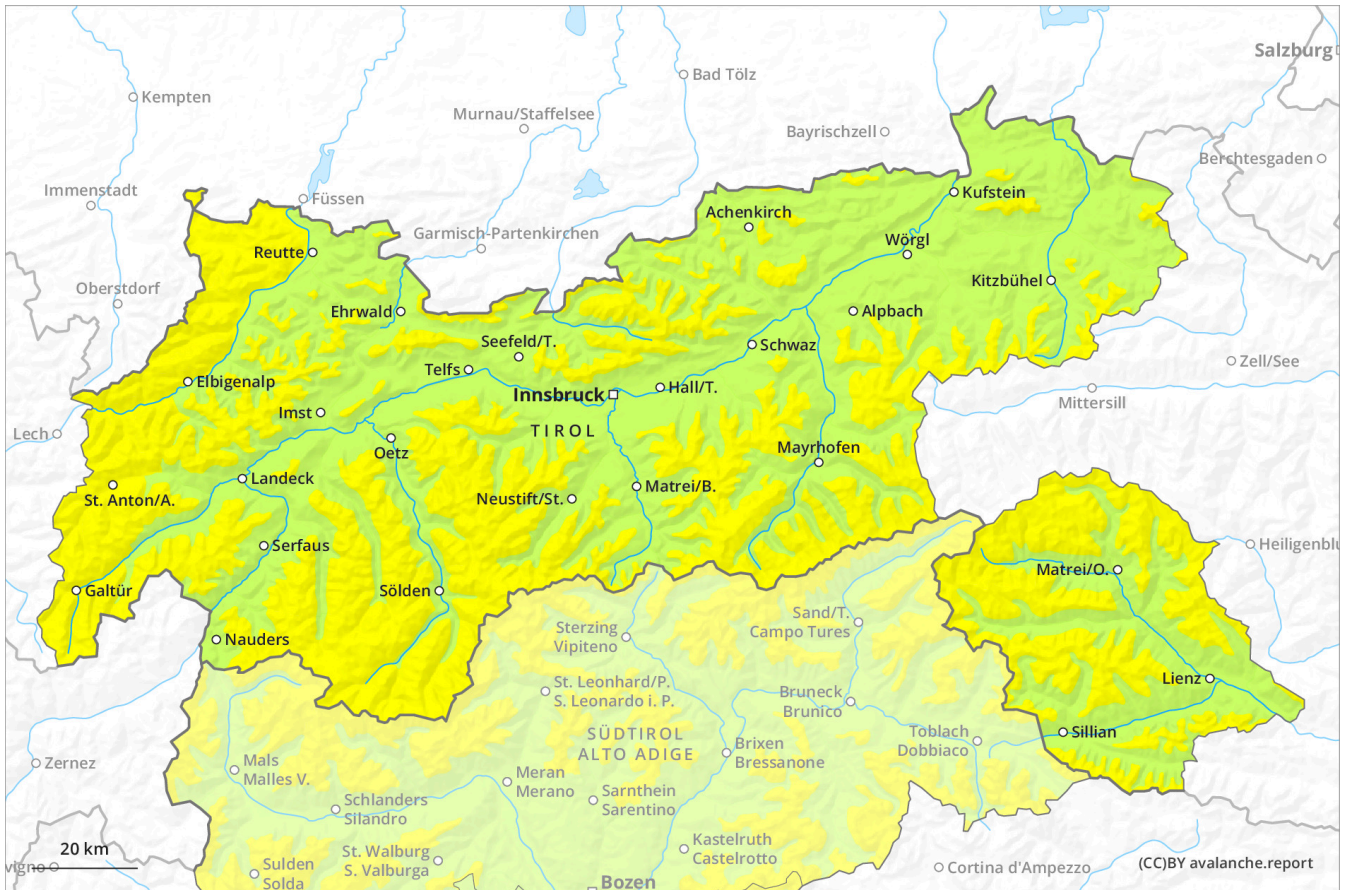 Salzburg
Bad Tölz
Kempten
Murnau/Staffelsee
Bayrischzell
Berchtesgaden
Immenstadt
Füssen
Kufstein
Achenkirch
Garmisch-Partenkirchen
Wörgl
Reutte
Oberstdorf
Kitzbühel
Ehrwald
Alpbach
Seefeld/T.
Schwaz
Zell/See
Telfs
Elbigenalp
Hall/T.
Innsbruck
Mittersill
Imst
Lech
TIROL
Oetz
Mayrhofen
Landeck
St. Anton/A.
Neustift/St.
Matrei/B.
Serfaus
Matrei/O.
Galtür
Sölden
Sand/T.
Campo Tures
Sterzing
Vipiteno
Nauders
Lienz
St. Leonhard/P.
S. Leonardo i. P.
Bruneck
Brunico
Sillian
SÜDTIROL
ALTO ADIGE
Toblach
Dobbiaco
Brixen
Bressanone
Zernez
Mals
Malles V.
Meran
Merano
Sarnthein
Sarentino
Schlanders
Silandro
Kastelruth
Castelrotto
20 km
St. Walburg
S. Valburga
Sulden
Solda
Cortina d'Ampezzo
(CC)BY avalanche.report
Bozen